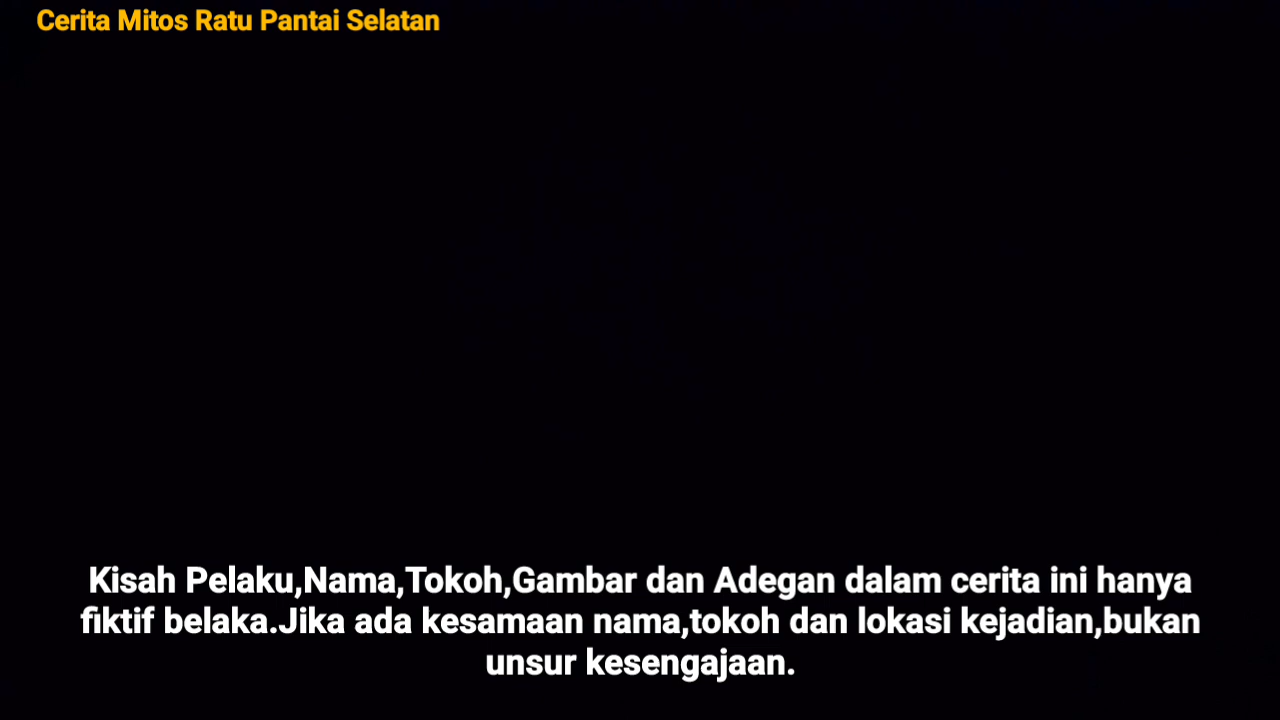 Cerita Mitos Ratu Pantai Selatan
Kisah Pelaku,Nama,Tokoh,Gambar dan Adegan dalam cerita ini hanya
fiktif belaka.Jika ada kesamaan nama,tokoh dan lokasi kejadian,bukan
unsur kesengajaan.